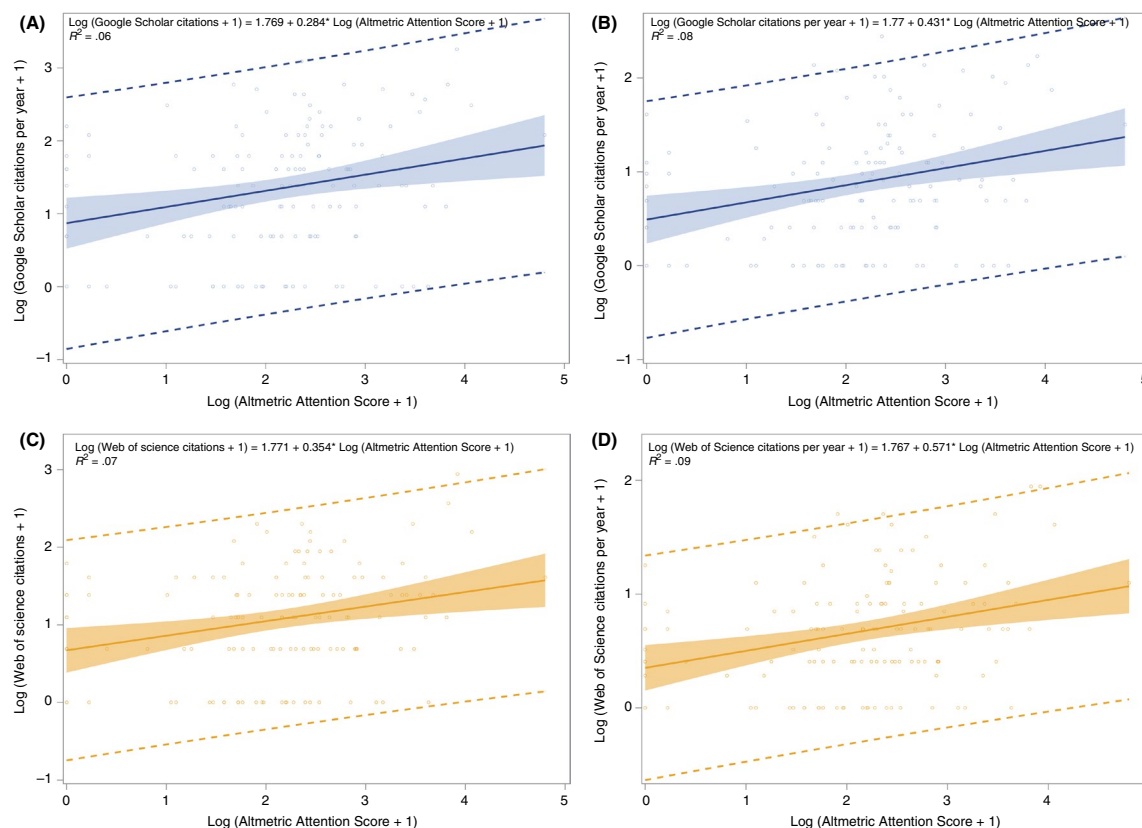 (A)
Log (Google Scholar citations + 1) = 1.769 + 0.284* Log (Altmetric Attention Score + 1)
R² = .06
Log (Google Scholar citations per year + 1)
3
2
1
0
−1
0 1 2 3 4 5
Log (Altmetric Attention Score + 1)
(B)
Log (Google Scholar citations per year + 1) = 1.77 + 0.431* Log (Altmetric Attention Score + 1)
R² = .08
Log (Google Scholar citations per year + 1)
2
1
0
−1
0 1 2 3 4 5
Log (Altmetric Attention Score + 1)
(C)
Log (Web of science citations + 1) = 1.771 + 0.354* Log (Altmetric Attention Score + 1)
R² = .07
Log (Web of science citations + 1)
3
2
1
0
−1
0 1 2 3 4 5
Log (Altmetric Attention Score + 1)
(D)
Log (Web of Science citations per year + 1) = 1.767 + 0.571* Log (Altmetric Attention Score + 1)
R² = .09
Log (Web of Science citations per year + 1)
2
1
0
0 1 2 3 4
Log (Altmetric Attention Score + 1)